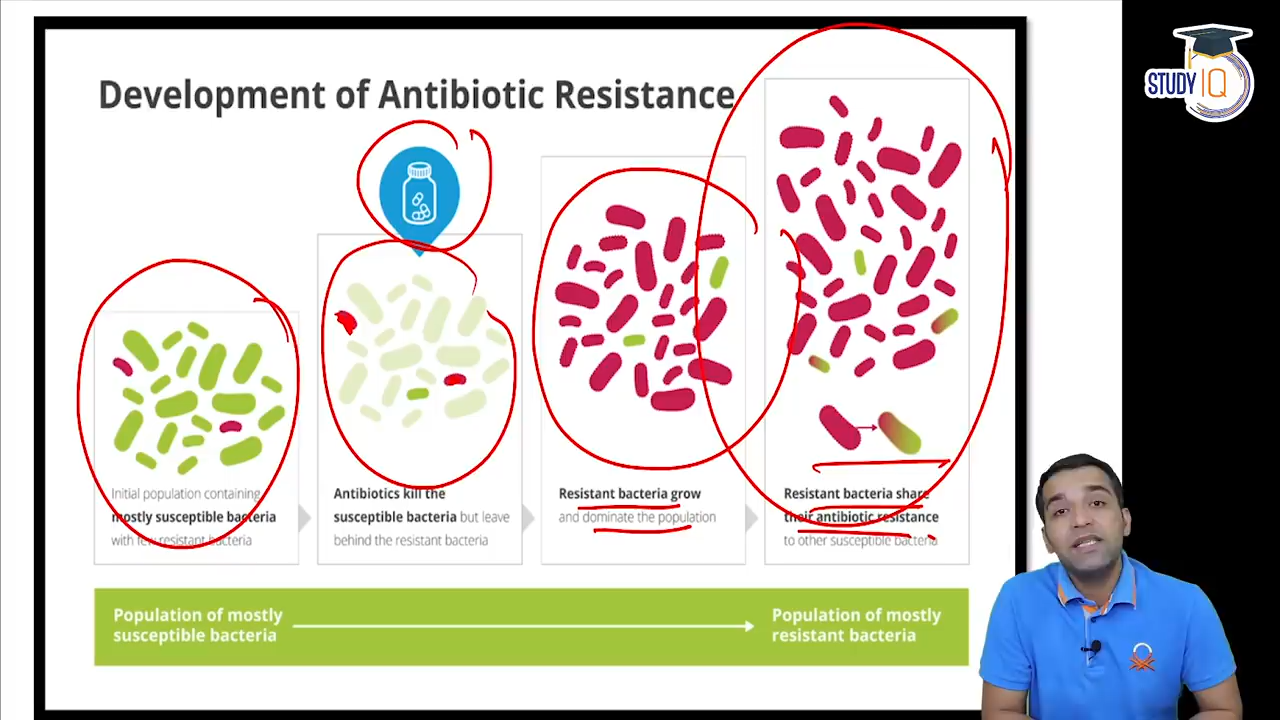 STUDY IQ
Development of Antibiotic Resistance
Initial population containing
mostly susceptible bacteria
with few resistant bacteria
Antibiotics kill the
susceptible bacteria but leave
behind the resistant bacteria
Resistant bacteria grow
and dominate the population
Resistant bacteria share
their antibiotic resistance
to other susceptible bacteria
Population of mostly
susceptible bacteria
Population of mostly
resistant bacteria